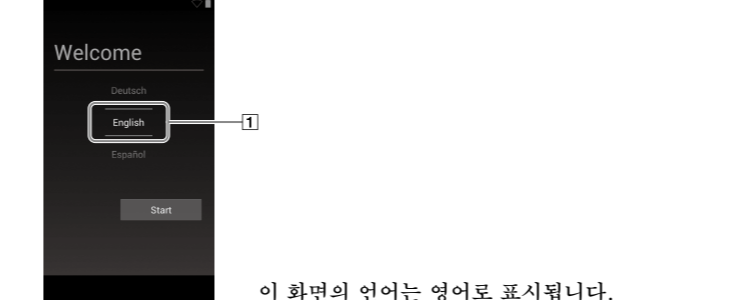 Welcome
Deutsch
English
1
Español
Start
이 화면의 언어는 영어로 표시됩니다.